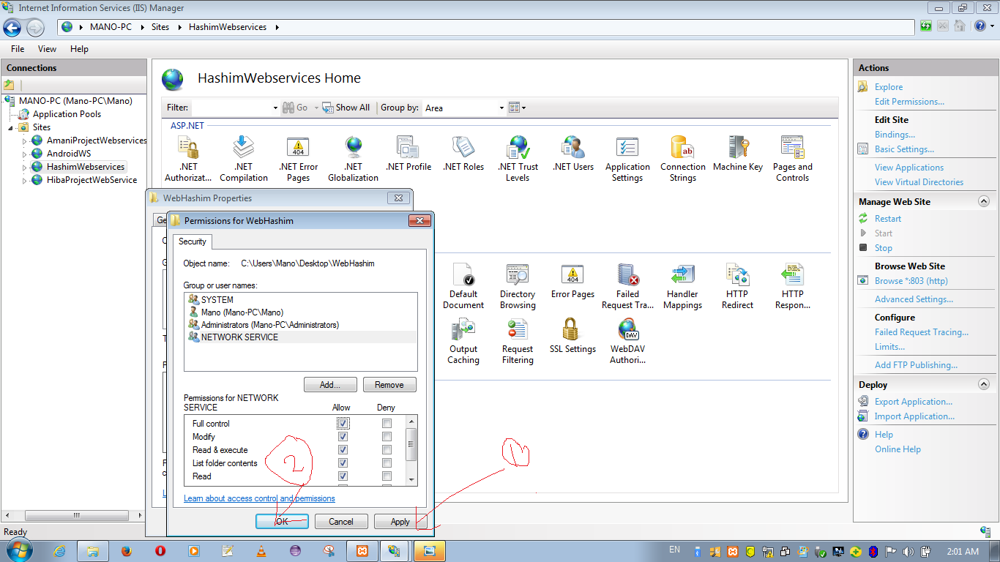 Internet Information Services (IIS) Manager
MANO-PC
Sites
HashimWebservices
File View Help
Connections
MANO-PC (Mano-PC\Mano)
Application Pools
Sites
AmaniProjectWebservices
AndroidWS
HashimWebservices
HibaProjectWebService
HashimWebservices Home
Filter:
Go
Show All
Group by:
Area
ASP.NET
.NET Authorizat...
.NET Compilation
.NET Error Pages
.NET Globalization
.NET Profile
.NET Roles
.NET Trust Levels
.NET Users
Application Settings
Connection Strings
Machine Key
Pages and Controls
Default Document
Directory Browsing
Error Pages
Failed Request Tra...
Handler Mappings
HTTP Redirect
HTTP Respon...
Output Caching
Request Filtering
SSL Settings
WebDAV Authori...
WebHashim Properties
Permissions for WebHashim
Security
Object name: C:\Users\Mano\Desktop\WebHashim
Group or user names:
SYSTEM
Mano (Mano-PC\Mano)
Administrators (Mano-PC\Administrators)
NETWORK SERVICE
Add...
Remove
Permissions for NETWORK
SERVICE
Allow
Deny
Full control
Modify
Read & execute
List folder contents
Read
Learn about access control and permissions
OK
Cancel
Apply
1
2
Actions
Explore
Edit Permissions...
Edit Site
Bindings...
Basic Settings...
View Applications
View Virtual Directories
Manage Web Site
Restart
Start
Stop
Browse Web Site
Browse *:803 (http)
Advanced Settings...
Configure
Failed Request Tracing...
Limits...
Add FTP Publishing...
Deploy
Export Application...
Import Application...
Help
Online Help
Ready
EN
2:01 AM